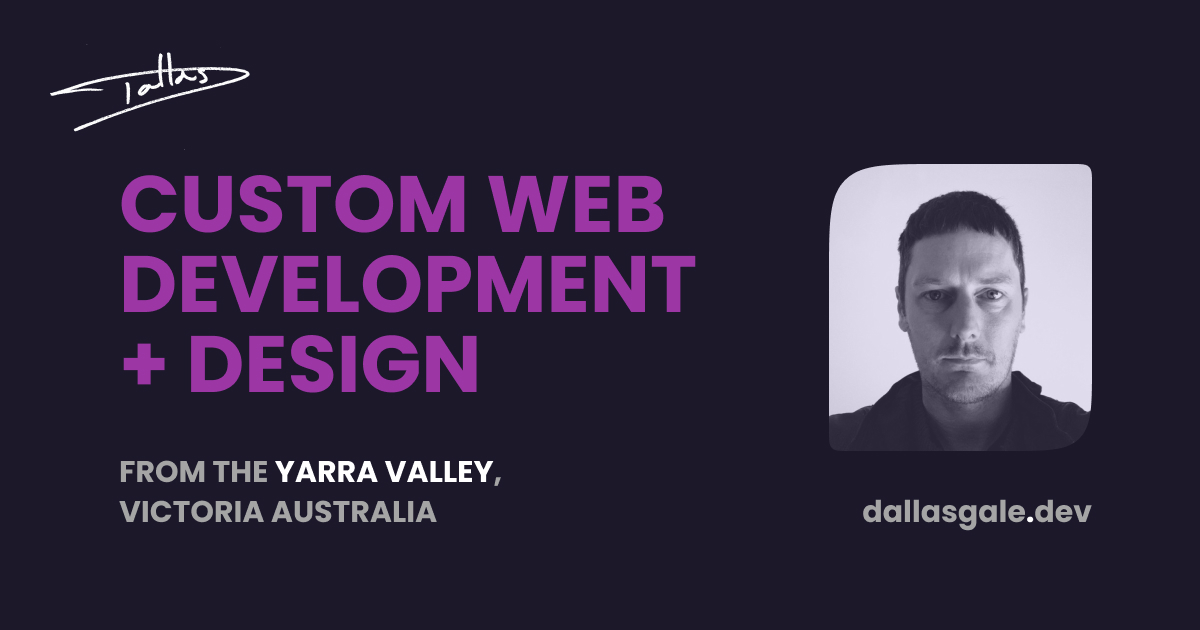 Dallas
CUSTOM WEB
DEVELOPMENT
+ DESIGN
FROM THE YARRA VALLEY,
VICTORIA AUSTRALIA
dallasgale.dev